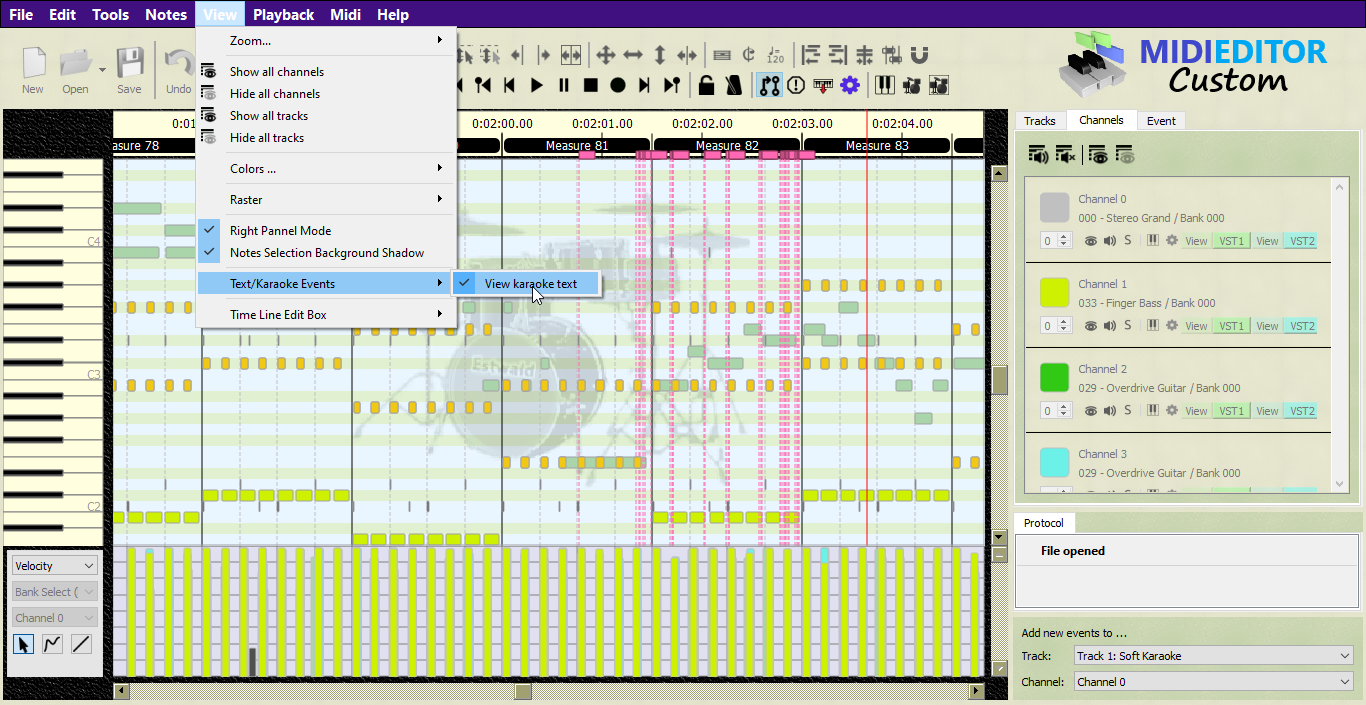 File Edit Tools Notes View Playback Midi Help
MIDIEDITOR
Custom
New Open Save Undo
Zoom...
Show all channels
Hide all channels
Show all tracks
Hide all tracks
Colors ...
Raster
Right Pannel Mode
Notes Selection Background Shadow
Text/Karaoke Events
View karaoke text
Time Line Edit Box
120
0:01 0:02:00.00 0:02:01.00 0:02:02.00 0:02:03.00 0:02:04.00
asure 78 Measure 81 Measure 82 Measure 83
C4
C3
C2
Estwald
Velocity
Bank Select (
Channel 0
Tracks Channels Event
Channel 0
000 - Stereo Grand / Bank 000
0 S View VST1 View VST2
Channel 1
033 - Finger Bass / Bank 000
0 S View VST1 View VST2
Channel 2
029 - Overdrive Guitar / Bank 000
0 S View VST1 View VST2
Channel 3
029 - Overdrive Guitar / Bank 000
Protocol
File opened
Add new events to ...
Track: Track 1: Soft Karaoke
Channel: Channel 0